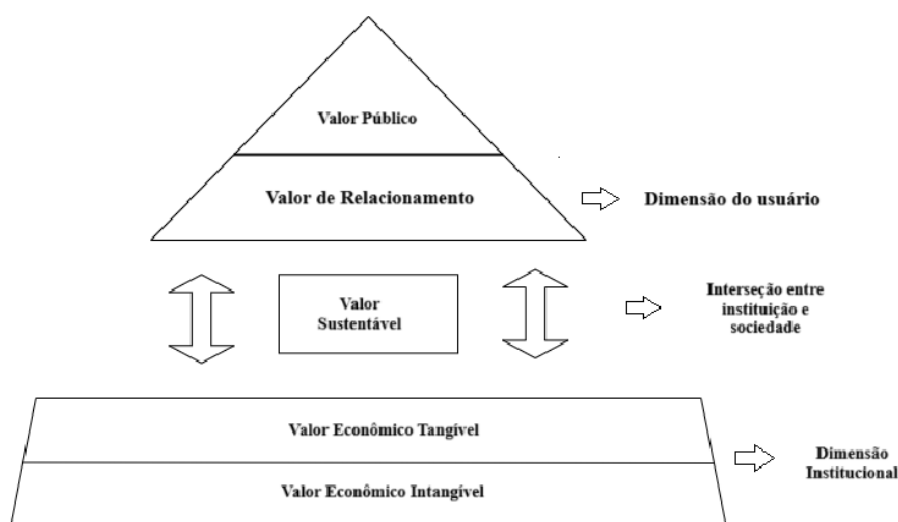 Valor Público
Valor de Relacionamento
Dimensão do usuário
Valor
Sustentável
Interseção entre
instituição e
sociedade
Valor Econômico Tangível
Valor Econômico Intangível
Dimensão
Institucional